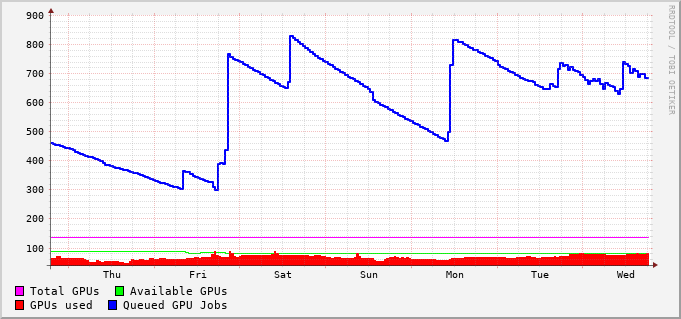 900
800
700
600
500
400
300
200
100
Thu Fri Sat Sun Mon Tue Wed
Total GPUs Available GPUs
GPUs used Queued GPU Jobs
RRDTOOL / TOBI OETIKER